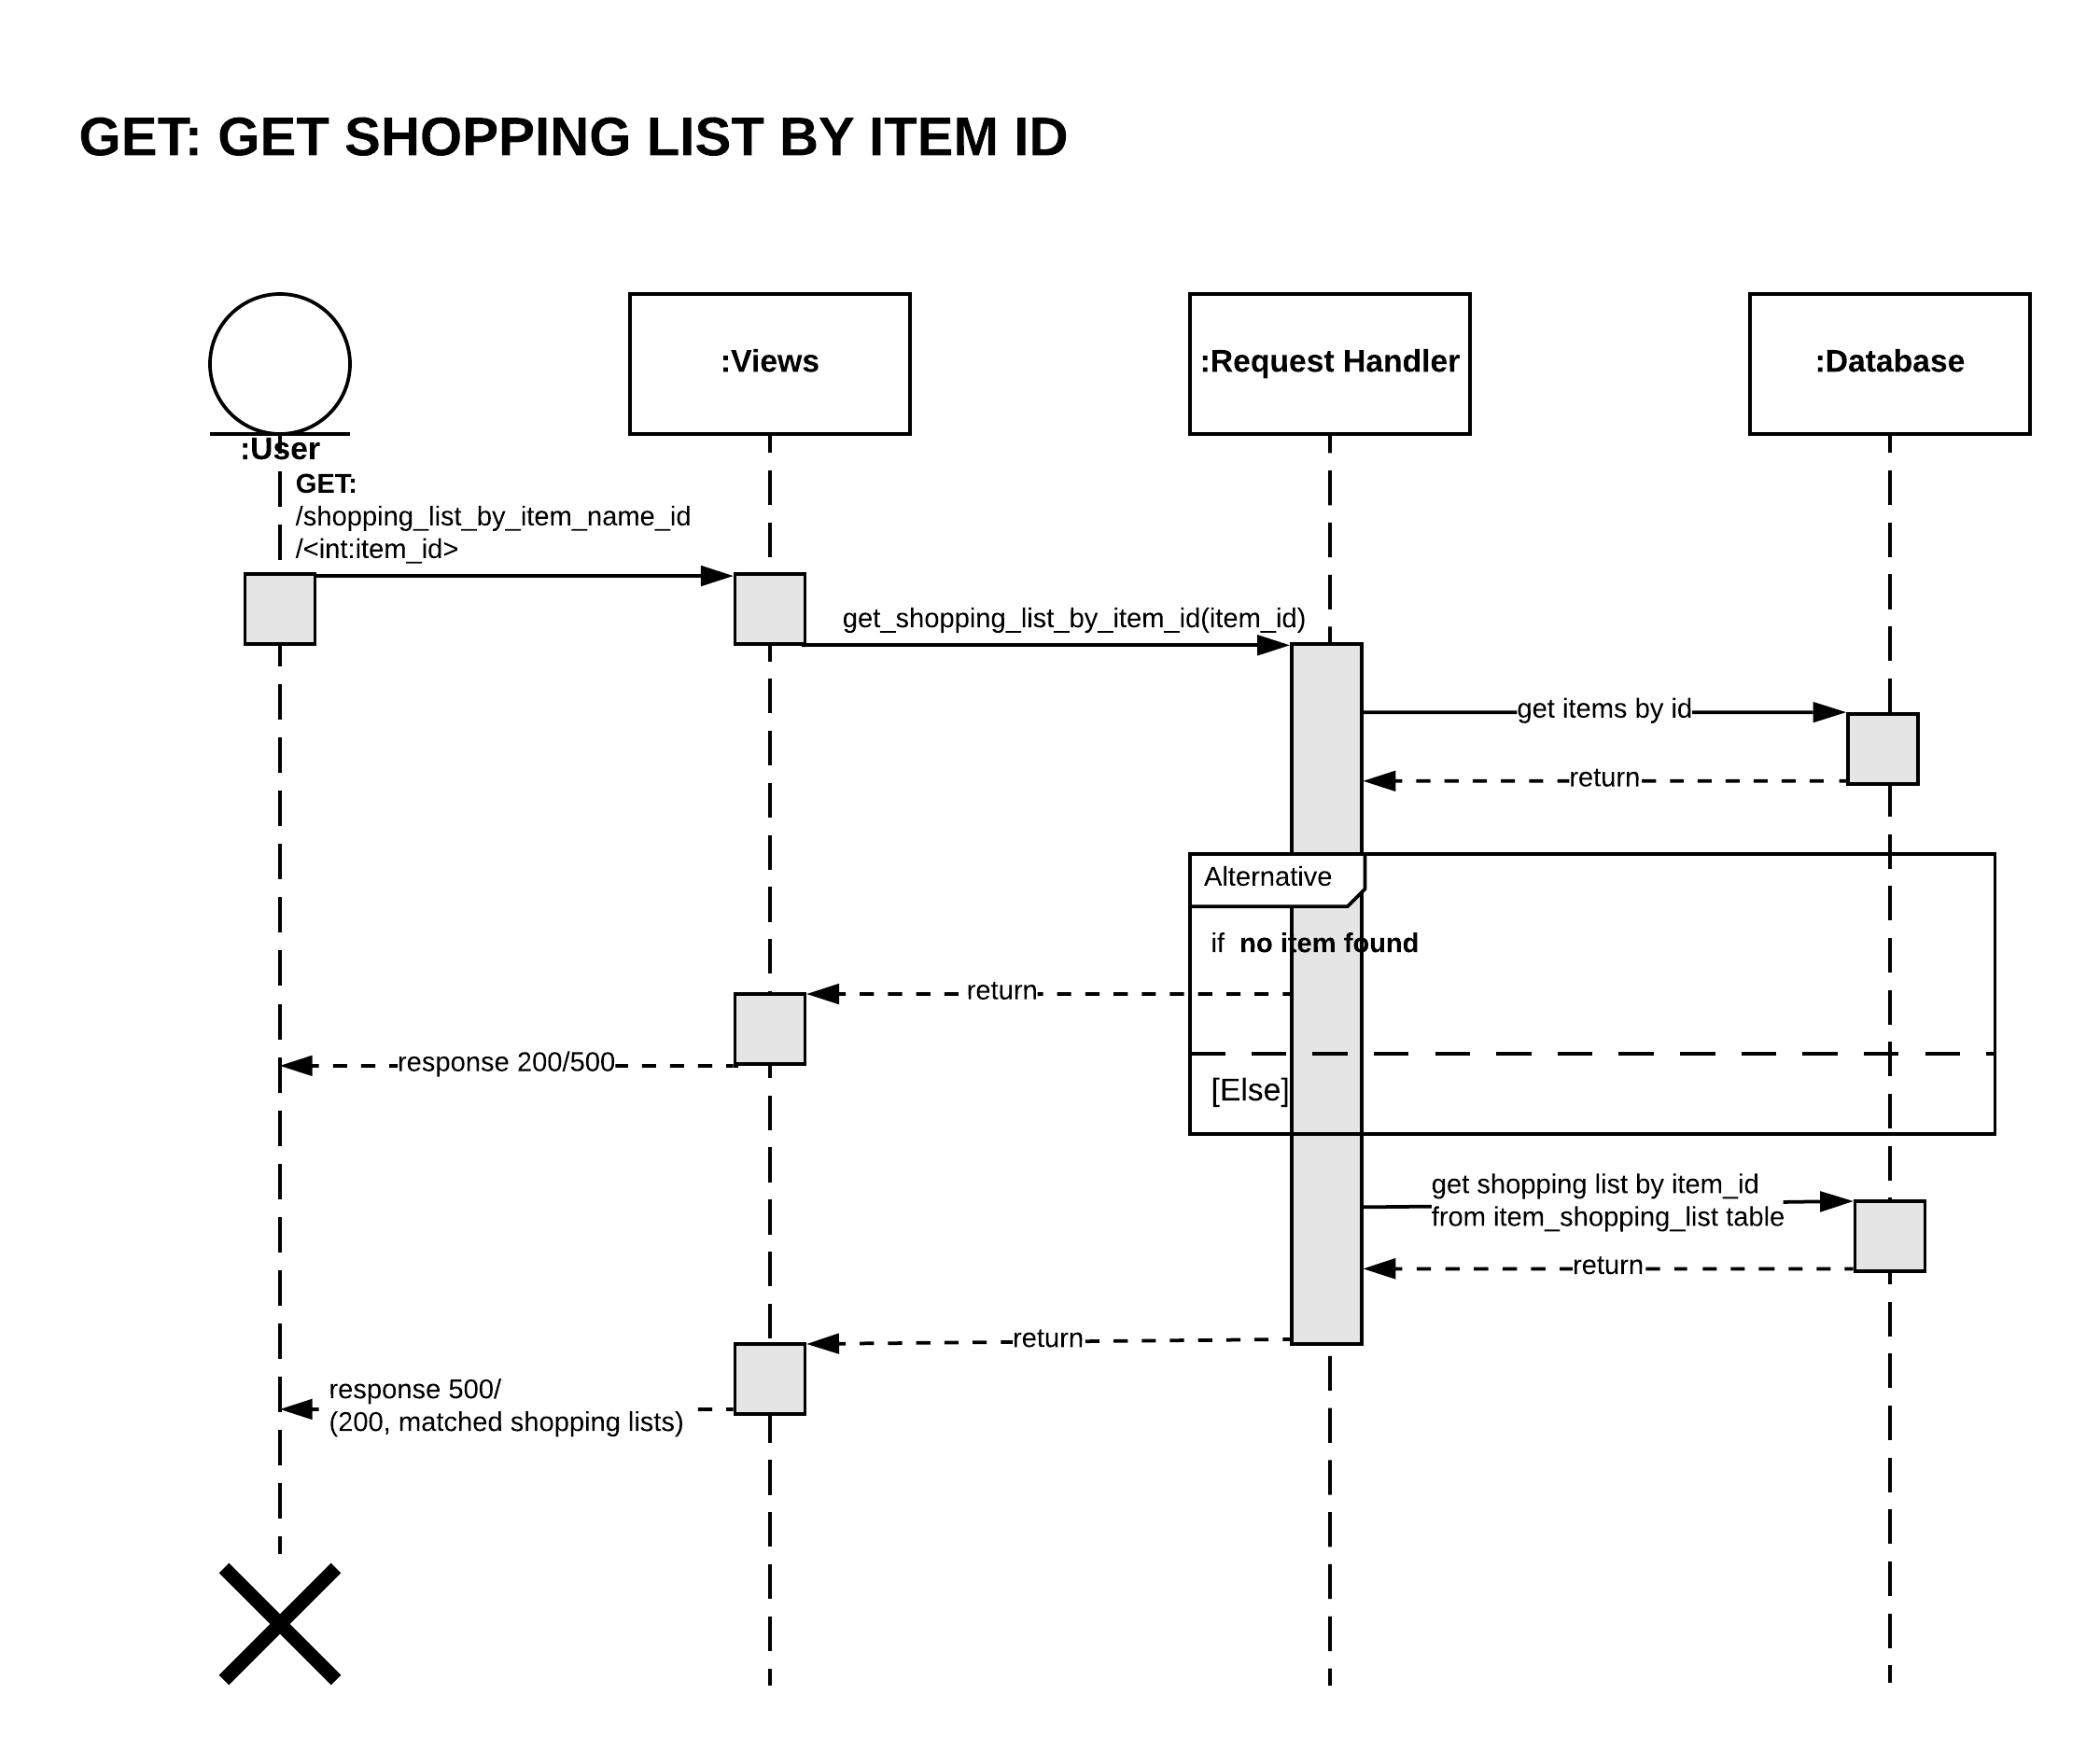 GET: GET SHOPPING LIST BY ITEM ID
:User
:Views
:Request Handler
:Database
GET:
/shopping_list_by_item_name_id
/<int:item_id>
get_shopping_list_by_item_id(item_id)
get items by id
return
Alternative
if no item found
return
response 200/500
[Else]
get shopping list by item_id
from item_shopping_list table
return
return
response 500/
(200, matched shopping lists)